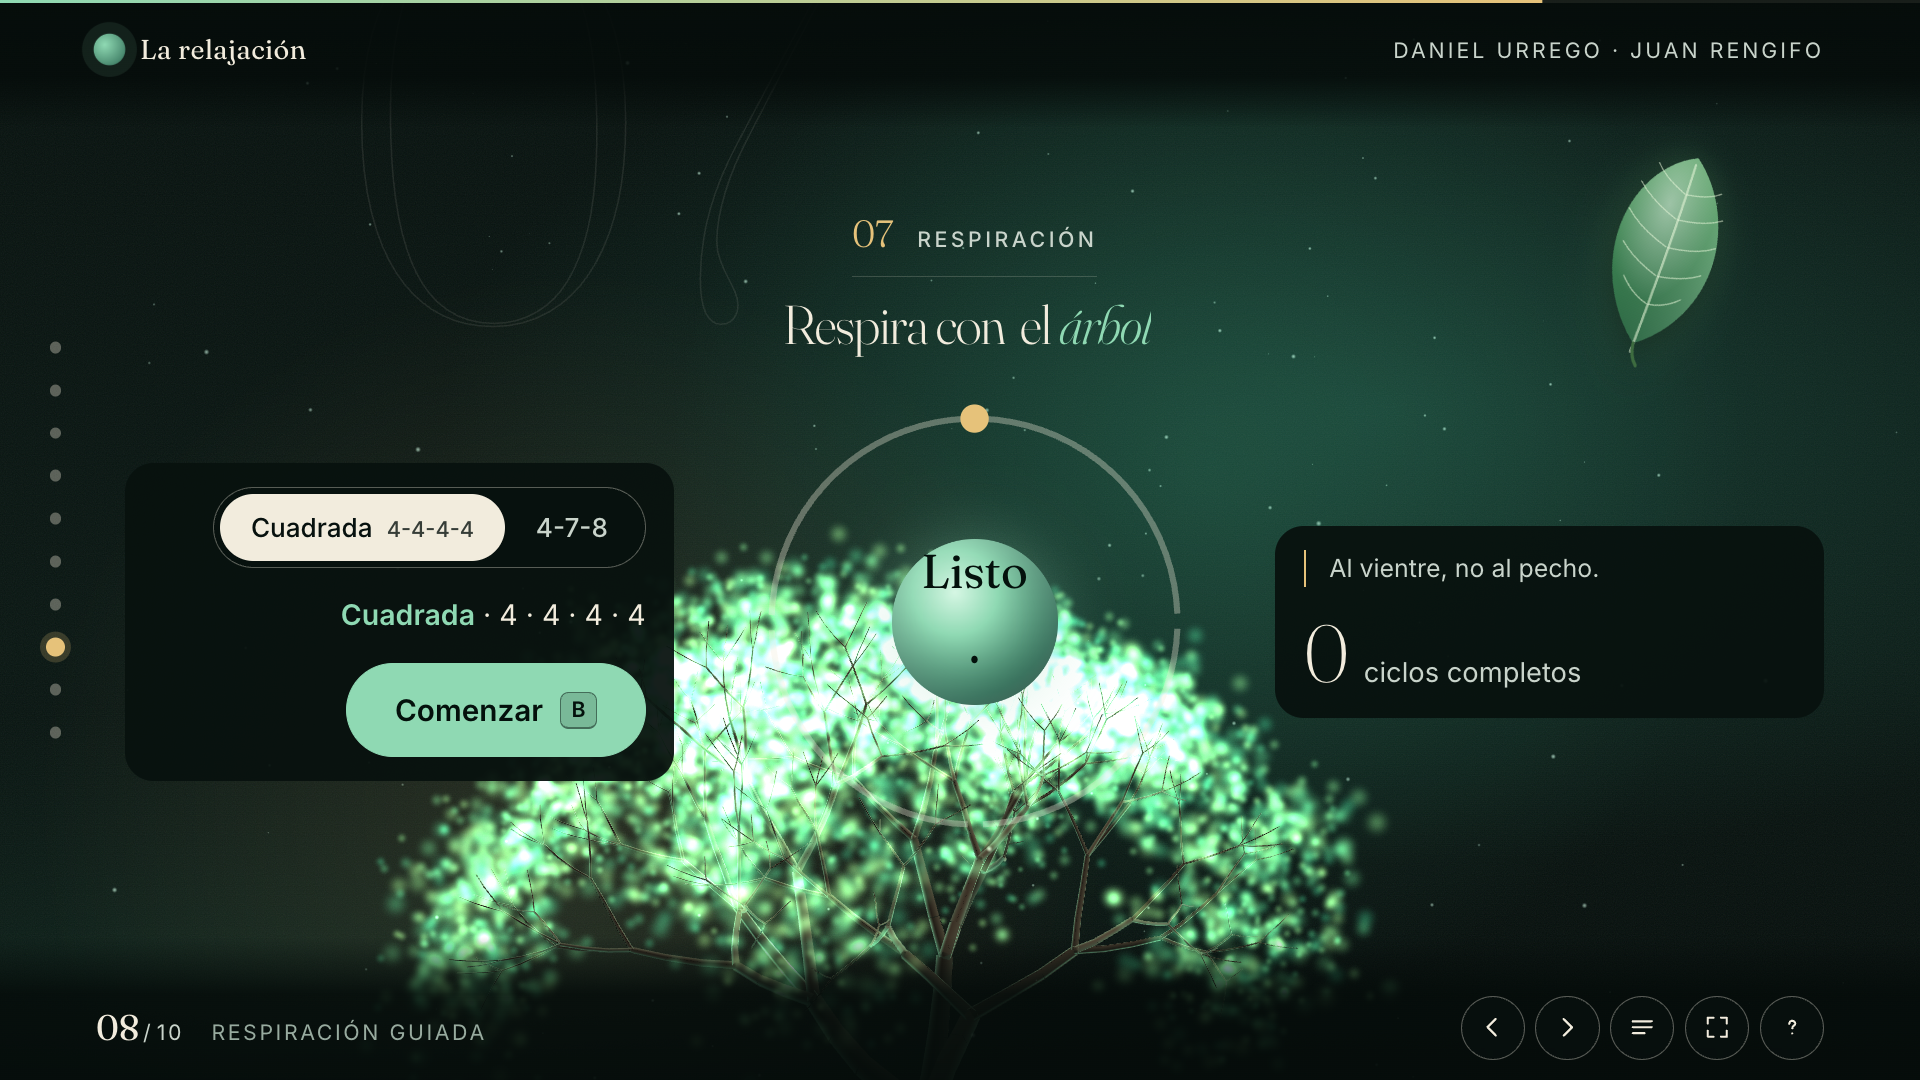 La relajación
DANIEL URREGO · JUAN RENGIFO
07 RESPIRACIÓN
Respira con el árbol
Cuadrada 4-4-4-4 4-7-8
Cuadrada · 4 · 4 · 4 · 4
Comenzar B
Listo
·
Al vientre, no al pecho.
0 ciclos completos
08 / 10 RESPIRACIÓN GUIADA
?